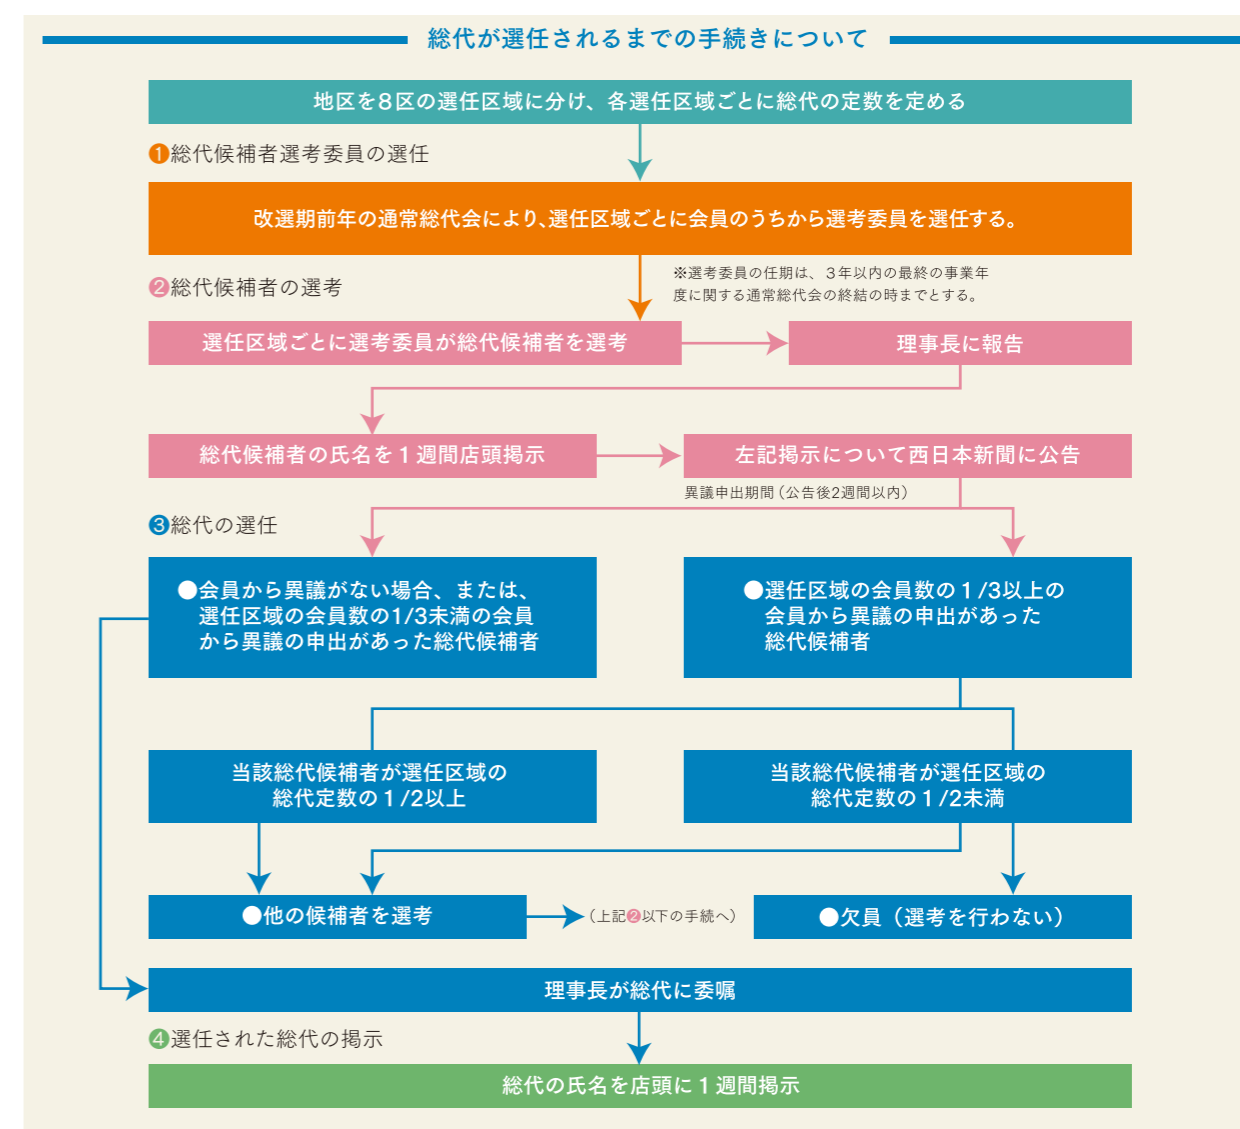 総代が選任されるまでの手続きについて
地区を8区の選任区域に分け、各選任区域ごとに総代の定数を定める
❶総代候補者選考委員の選任
改選期前年の通常総代会により、選任区域ごとに会員のうちから選考委員を選任する。
❷総代候補者の選考
※選考委員の任期は、3年以内の最終の事業年
度に関する通常総代会の終結の時までとする。
選任区域ごとに選考委員が総代候補者を選考
理事長に報告
総代候補者の氏名を1週間店頭掲示
左記掲示について西日本新聞に公告
異議申出期間(公告後2週間以内)
❸総代の選任
●会員から異議がない場合、または、
選任区域の会員数の1/3未満の会員
から異議の申出があった総代候補者
●選任区域の会員数の1/3以上の
会員から異議の申出があった
総代候補者
当該総代候補者が選任区域の
総代定数の1/2以上
当該総代候補者が選任区域の
総代定数の1/2未満
●他の候補者を選考
(上記❷以下の手続へ)
●欠員(選考を行わない)
理事長が総代に委嘱
❹選任された総代の掲示
総代の氏名を店頭に1週間掲示